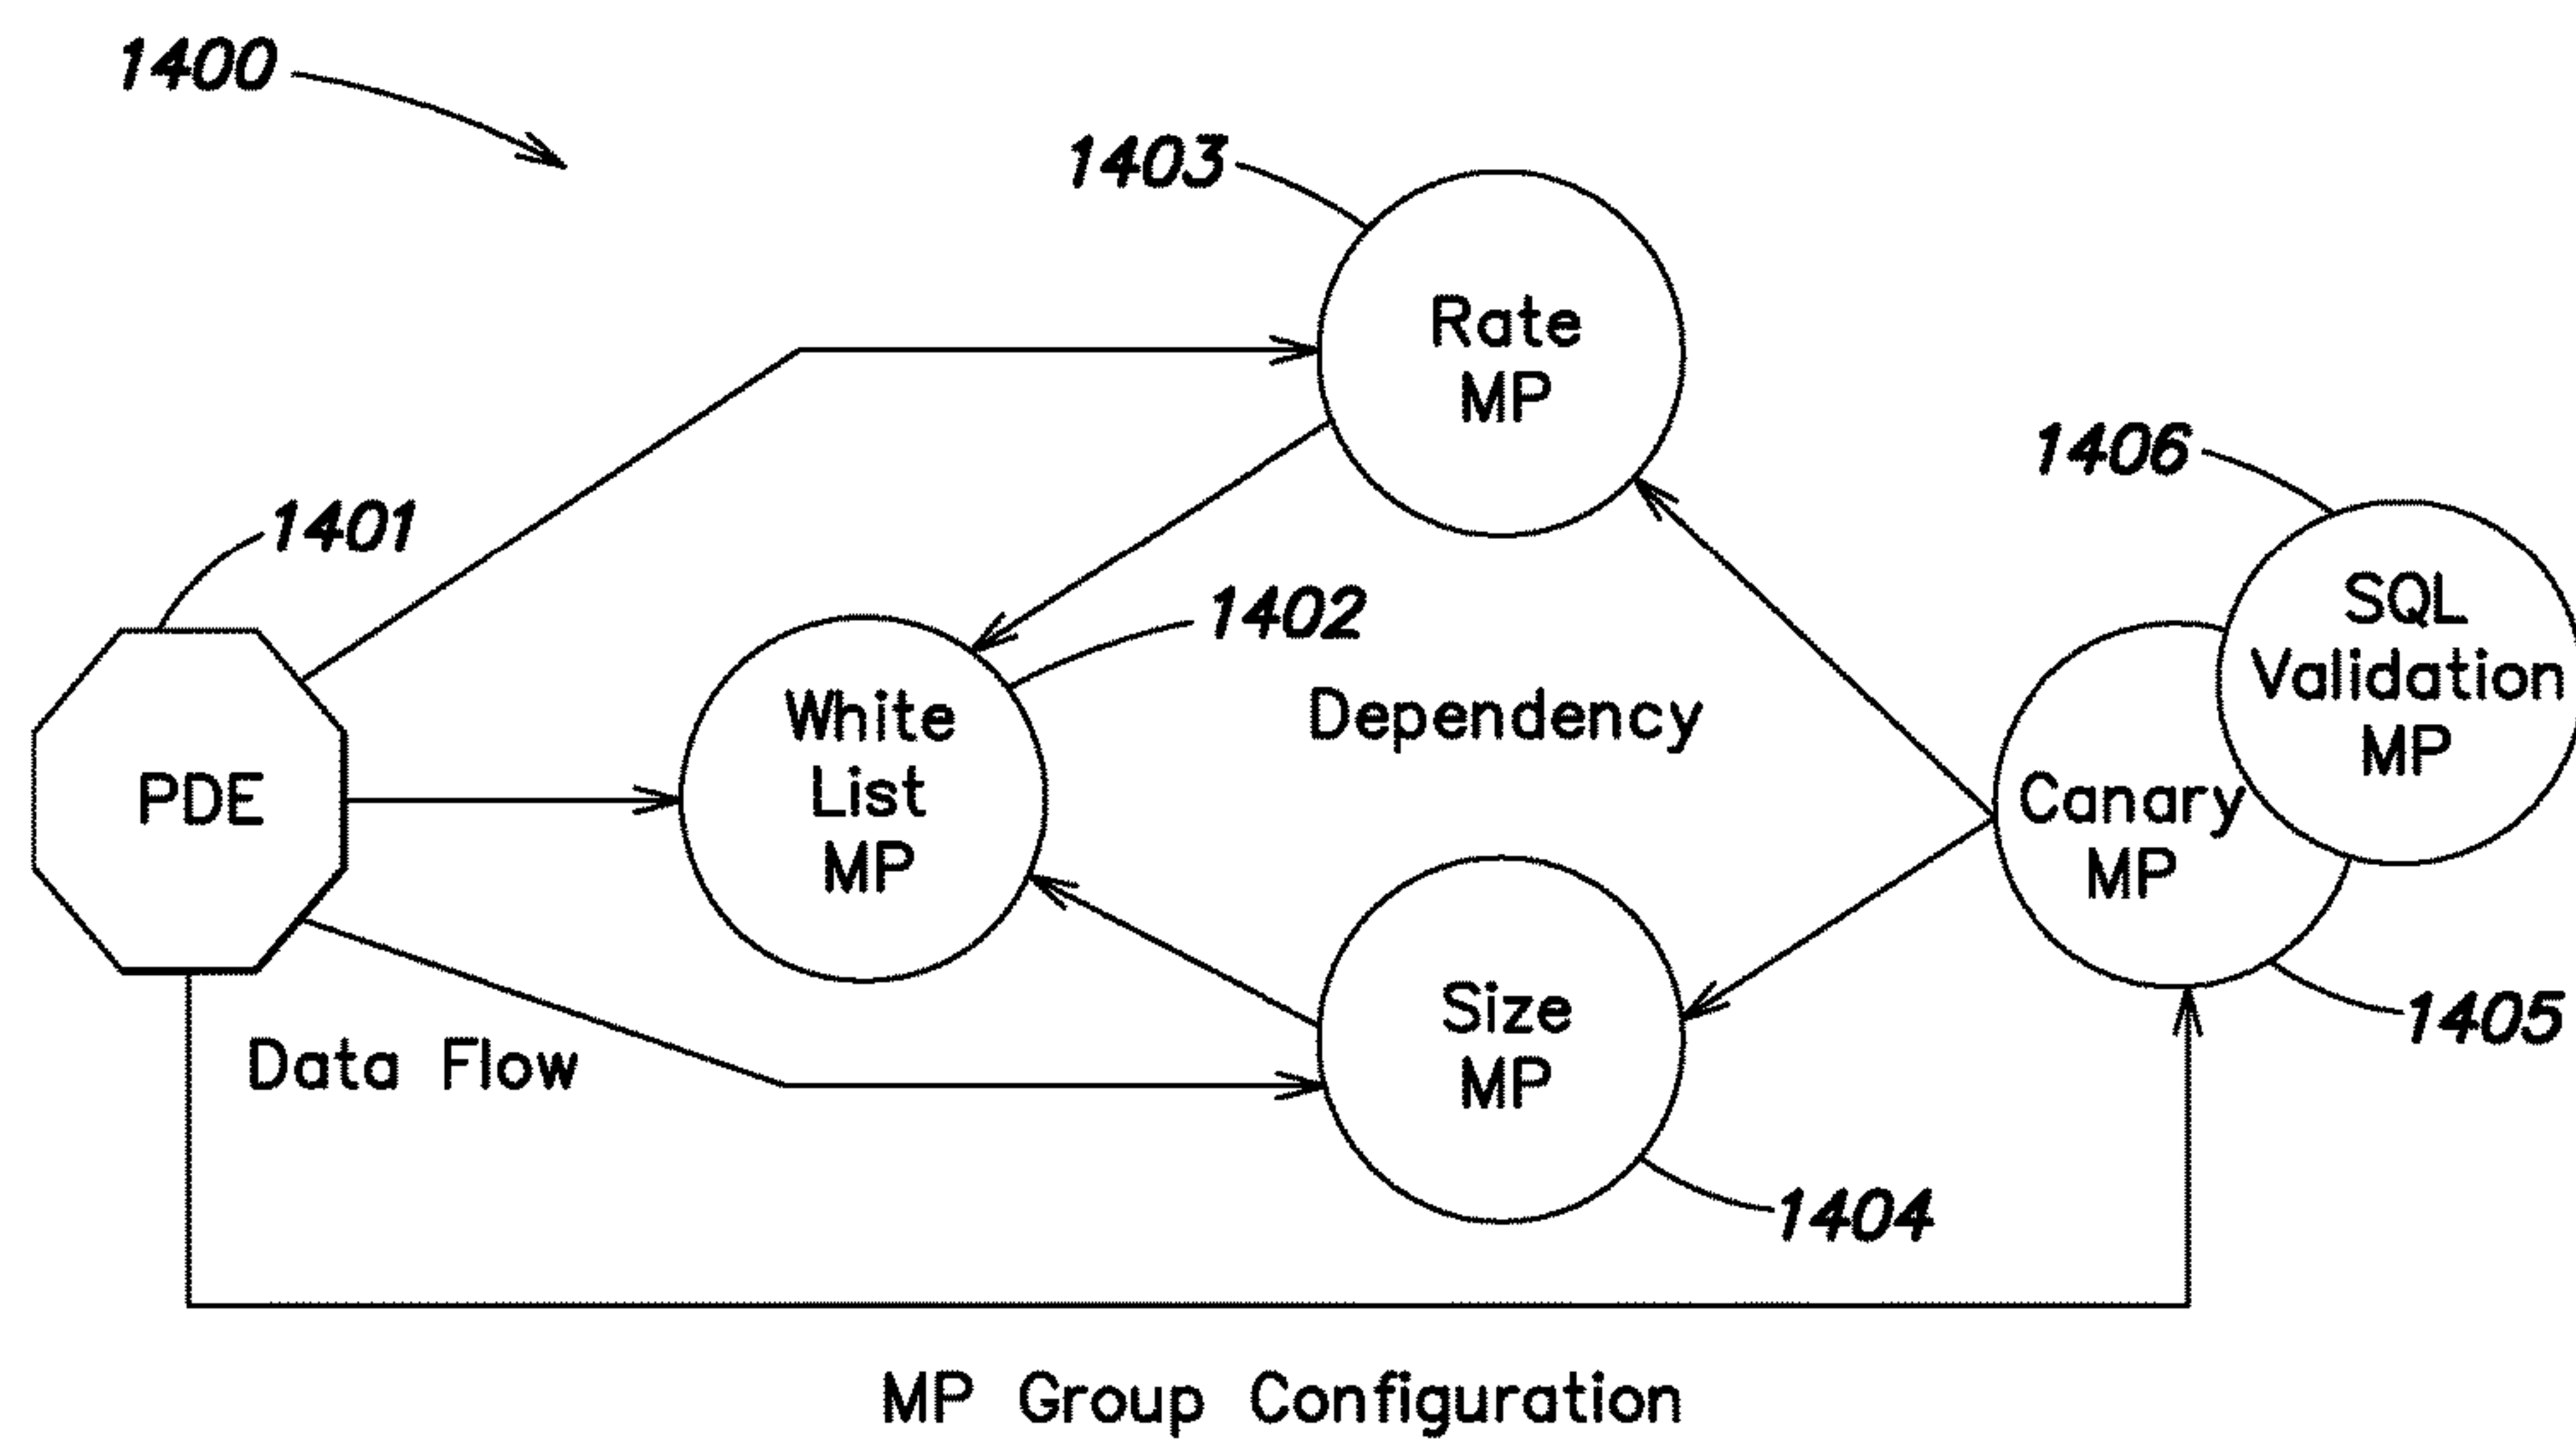 1400
1403
Rate
MP
1406
1401
SQL
Validation
MP
1402
White
List
MP
Dependency
PDE
Canary
MP
Size
MP
1405
Data Flow
1404
MP Group Configuration